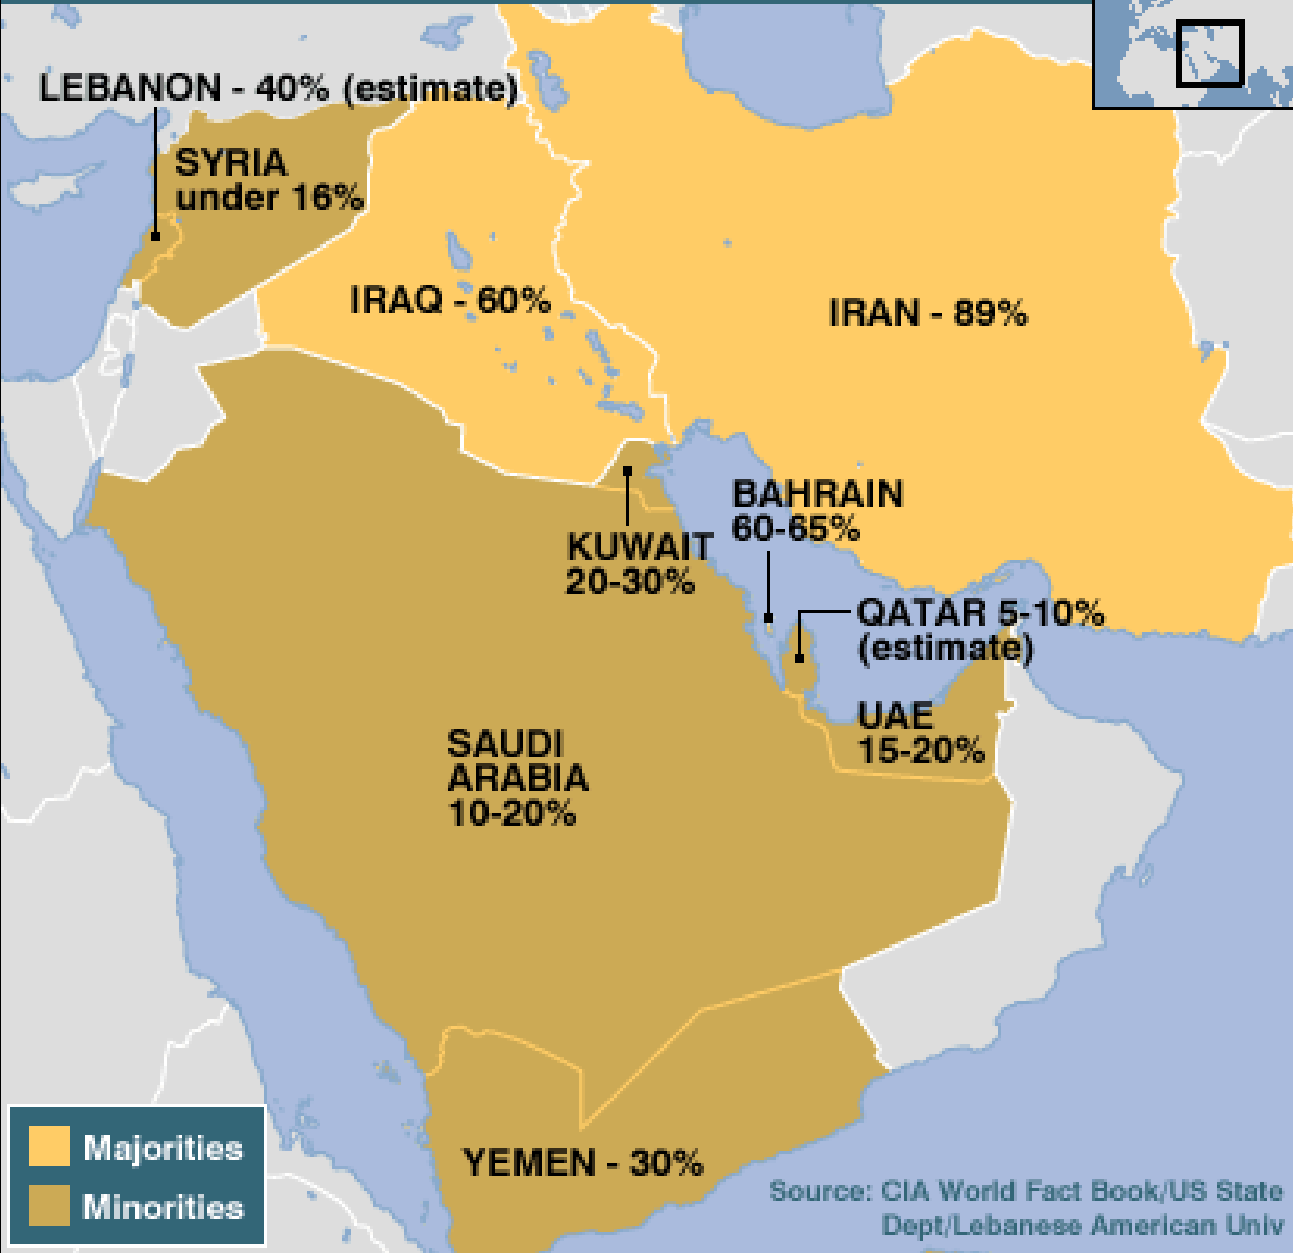 LEBANON - 40% (estimate)
SYRIA
under 16%
IRAQ - 60%
IRAN - 89%
BAHRAIN
60-65%
KUWAIT
20-30%
QATAR 5-10%
(estimate)
UAE
15-20%
SAUDI
ARABIA
10-20%
YEMEN - 30%
Majorities
Minorities
Source: CIA World Fact Book/US State
Dept/Lebanese American Univ